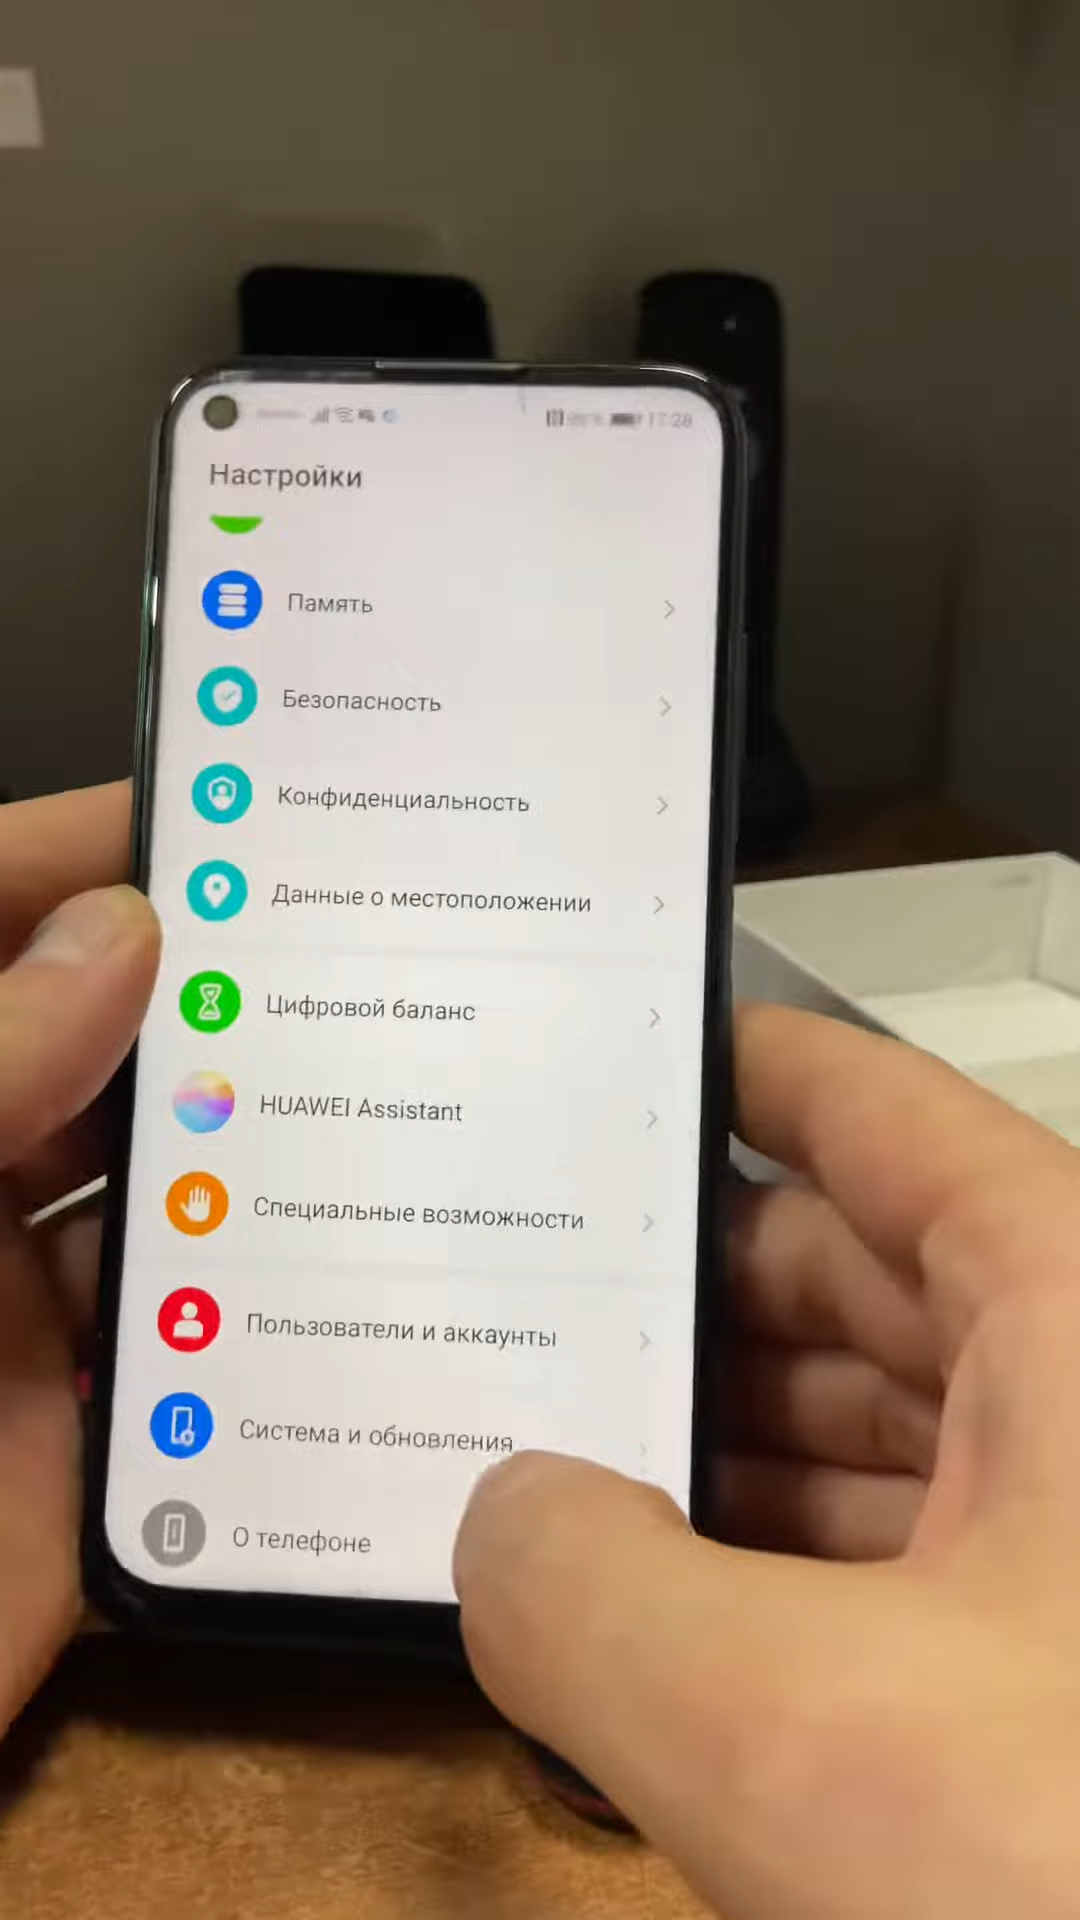 Настройки
Память
Безопасность
Конфиденциальность
Данные о местоположении
Цифровой баланс
HUAWEI Assistant
Специальные возможности
Пользователи и аккаунты
Система и обновления
О телефоне